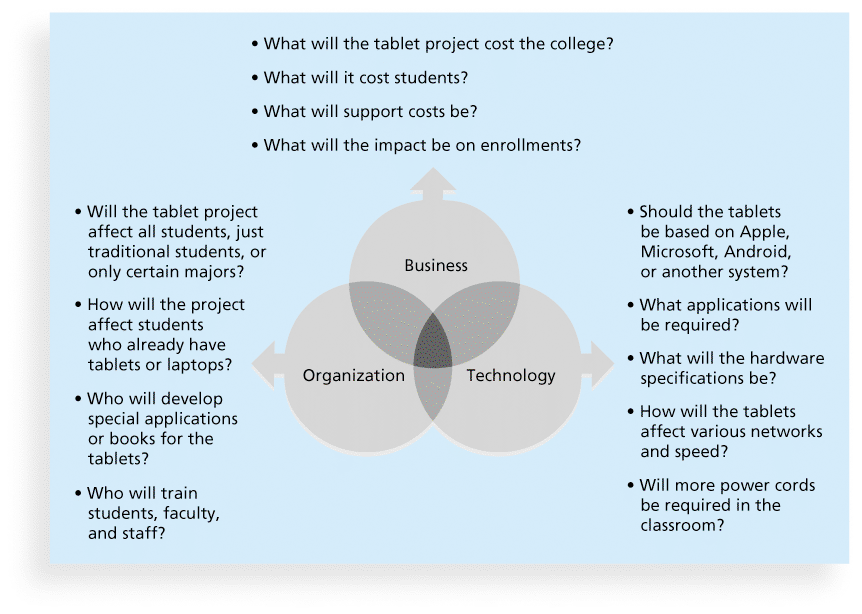 • What will the tablet project cost the college?
• What will it cost students?
• What will support costs be?
• What will the impact be on enrollments?
• Will the tablet project
affect all students, just
traditional students, or
only certain majors?
• How will the project
affect students
who already have
tablets or laptops?
• Who will develop
special applications
or books for the
tablets?
• Who will train
students, faculty,
and staff?
Business
Organization
Technology
• Should the tablets
be based on Apple,
Microsoft, Android,
or another system?
• What applications will
be required?
• What will the hardware
specifications be?
• How will the tablets
affect various networks
and speed?
• Will more power cords
be required in the
classroom?